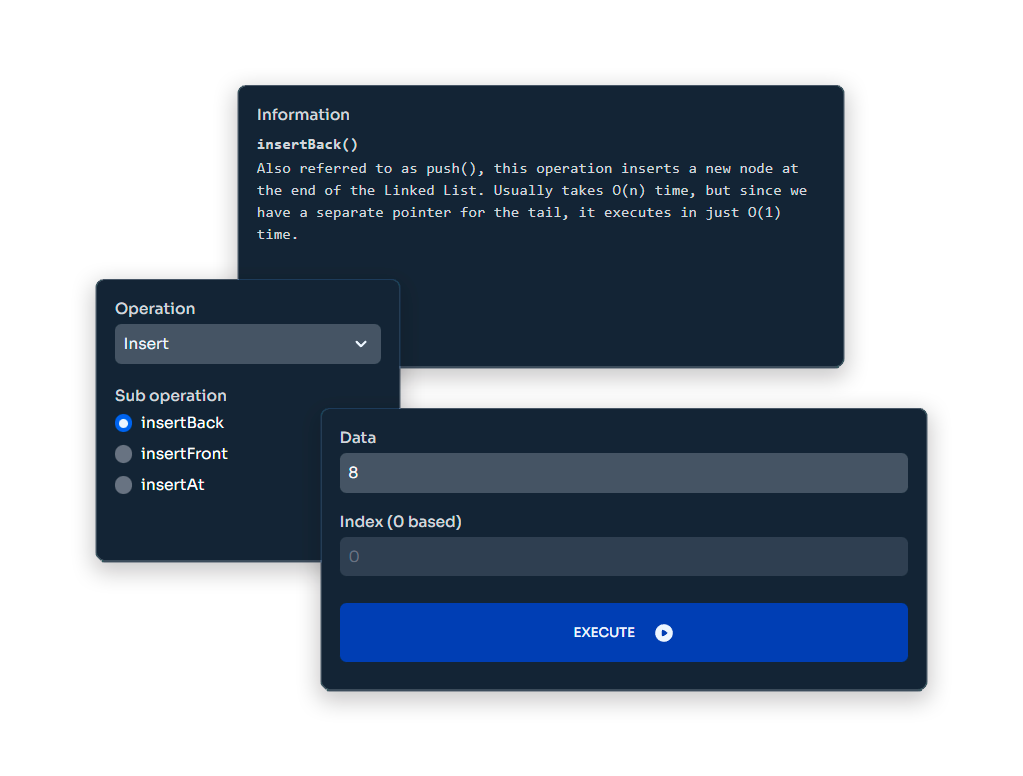 Information
insertBack()
Also referred to as push(), this operation inserts a new node at
the end of the Linked List. Usually takes O(n) time, but since we
have a separate pointer for the tail, it executes in just O(1)
time.
Operation
Insert
Sub operation
insertBack
insertFront
insertAt
Data
8
Index (0 based)
0
EXECUTE